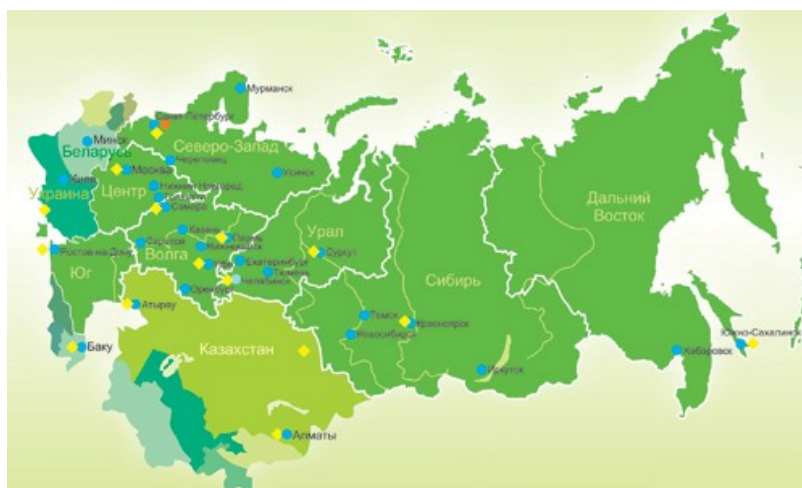 Мурманск
Санкт-Петербург
Северо-Запад
Минск
Беларусь
Череповец
Усинск
Москва
Киев
Украина
Центр
Нижний Новгород
Самара
Дальний
Восток
Казань
Пермь
Урал
Саратов
Нижнекамск
Сургут
Ростов-на-Дону
Волга
Уфа
Екатеринбург
Юг
Тюмень
Челябинск
Сибирь
Оренбург
Атырау
Томск
Красноярск
Новосибирск
Южно-Сахалинск
Баку
Казахстан
Хабаровск
Иркутск
Алматы